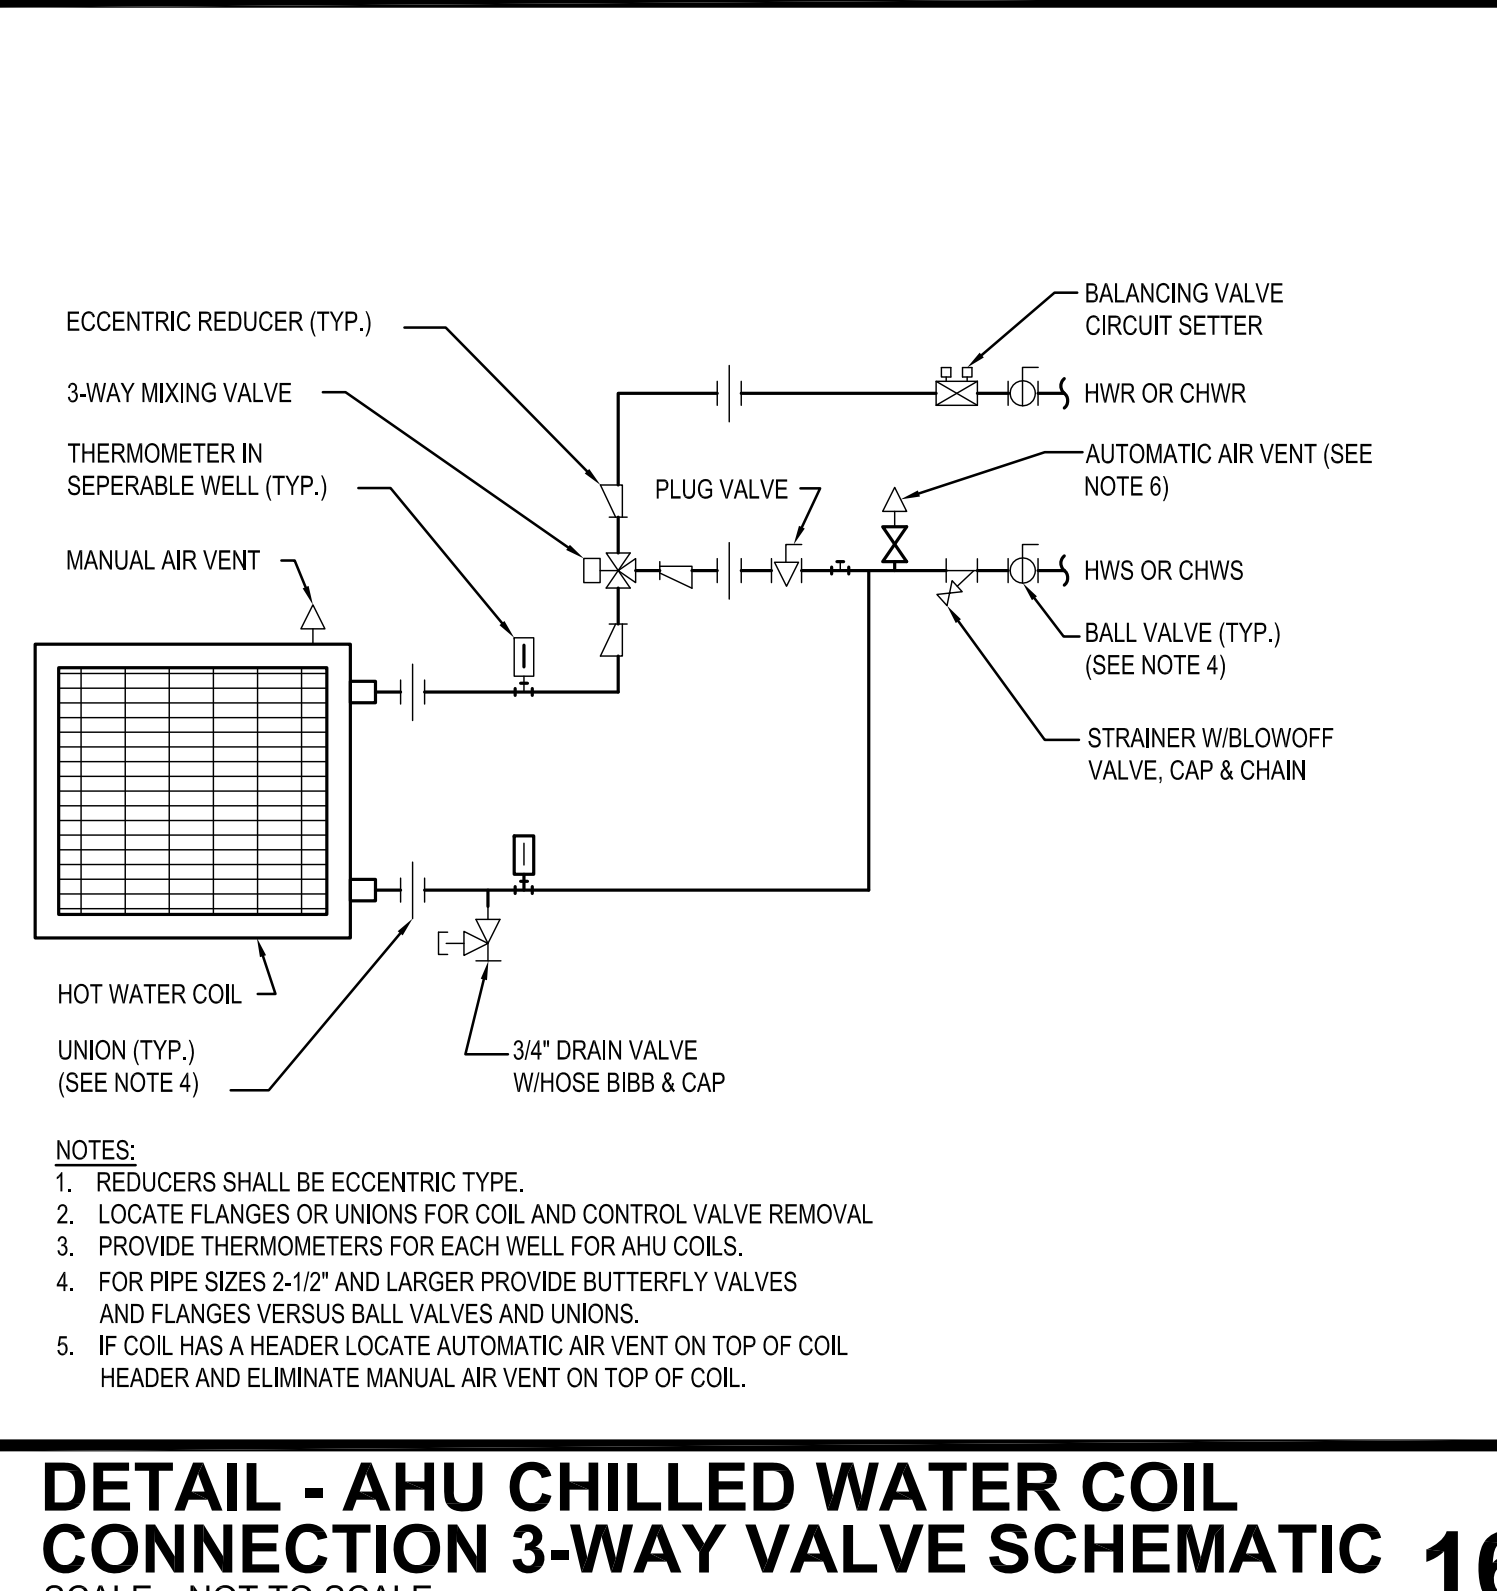 ECCENTRIC REDUCER (TYP.)
3-WAY MIXING VALVE
THERMOMETER IN
SEPERABLE WELL (TYP.)
MANUAL AIR VENT
PLUG VALVE
BALANCING VALVE
CIRCUIT SETTER
HWR OR CHWR
AUTOMATIC AIR VENT (SEE
NOTE 6)
HWS OR CHWS
BALL VALVE (TYP.)
(SEE NOTE 4)
STRAINER W/BLOWOFF
VALVE, CAP & CHAIN
HOT WATER COIL
UNION (TYP.)
(SEE NOTE 4)
3/4" DRAIN VALVE
W/HOSE BIBB & CAP
NOTES:
1. REDUCERS SHALL BE ECCENTRIC TYPE.
2. LOCATE FLANGES OR UNIONS FOR COIL AND CONTROL VALVE REMOVAL
3. PROVIDE THERMOMETERS FOR EACH WELL FOR AHU COILS.
4. FOR PIPE SIZES 2-1/2" AND LARGER PROVIDE BUTTERFLY VALVES
AND FLANGES VERSUS BALL VALVES AND UNIONS.
5. IF COIL HAS A HEADER LOCATE AUTOMATIC AIR VENT ON TOP OF COIL
HEADER AND ELIMINATE MANUAL AIR VENT ON TOP OF COIL.
DETAIL - AHU CHILLED WATER COIL
CONNECTION 3-WAY VALVE SCHEMATIC 16
SCALE - NOT TO SCALE